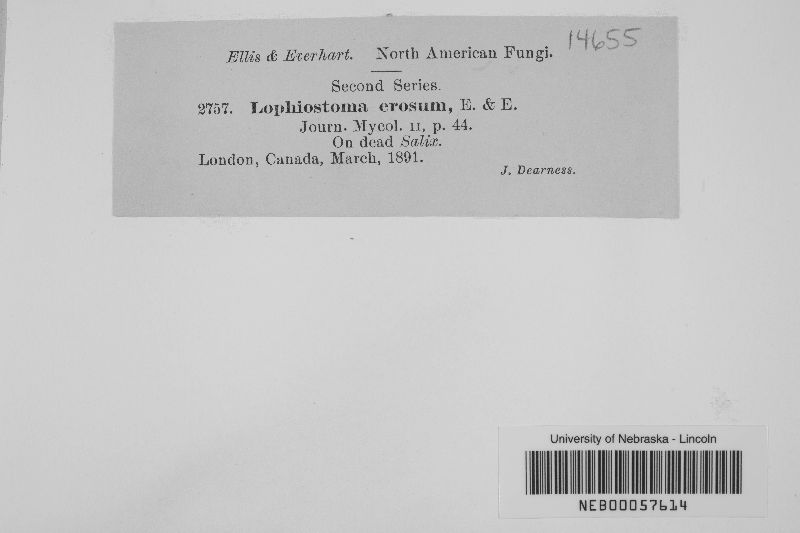 14655
Ellis & Everhart. North American Fungi.
Second Series.
2757. Lophiostoma erosum, E. & E.
Journ. Mycol. II, p. 44.
On dead Salix.
London, Canada, March, 1891.
J. Dearness.
University of Nebraska - Lincoln
NEB00057614